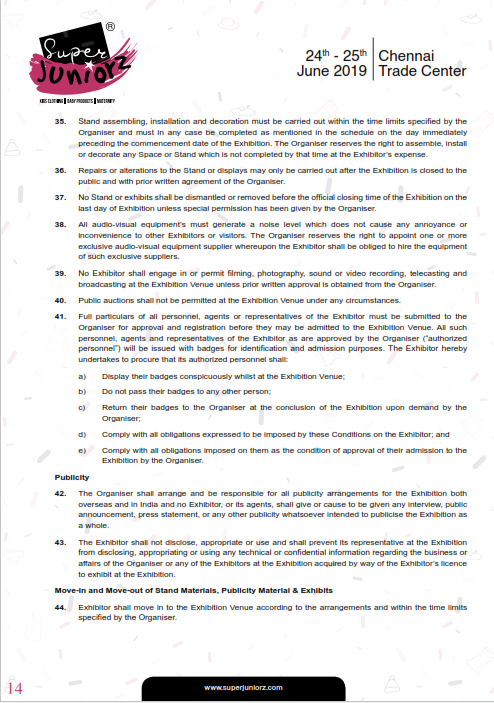 Super
Juniorz
®
KIDS CLOTHING | BABY PRODUCTS | MATERNITY
24th - 25th
June 2019
Chennai
Trade Center
35. Stand assembling, installation and decoration must be carried out within the time limits specified by the
Organiser and must in any case be completed as mentioned in the schedule on the day immediately
preceding the commencement date of the Exhibition. The Organiser reserves the right to assemble, install
or decorate any Space or Stand which is not completed by that time at the Exhibitor's expense.
36. Repairs or alterations to the Stand or displays may only be carried out after the Exhibition is closed to the
public and with prior written agreement of the Organiser.
37. No Stand or exhibits shall be dismantled or removed before the official closing time of the Exhibition on the
last day of Exhibition unless special permission has been given by the Organiser.
38. All audio-visual equipment's must generate a noise level which does not cause any annoyance or
inconvenience to other Exhibitors or visitors. The Organiser reserves the right to appoint one or more
exclusive audio-visual equipment supplier whereupon the Exhibitor shall be obliged to hire the equipment
of such exclusive suppliers.
39. No Exhibitor shall engage in or permit filming, photography, sound or video recording, telecasting and
broadcasting at the Exhibition Venue unless prior written approval is obtained from the Organiser.
40. Public auctions shall not be permitted at the Exhibition Venue under any circumstances.
41. Full particulars of all personnel, agents or representatives of the Exhibitor must be submitted to the
Organiser for approval and registration before they may be admitted to the Exhibition Venue. All such
personnel, agents and representatives of the Exhibitor as are approved by the Organiser ("authorized
personnel") will be issued with badges for identification and admission purposes. The Exhibitor hereby
undertakes to procure that its authorized personnel shall:
a) Display their badges conspicuously whilst at the Exhibition Venue;
b) Do not pass their badges to any other person;
c) Return their badges to the Organiser at the conclusion of the Exhibition upon demand by the
Organiser;
d) Comply with all obligations expressed to be imposed by these Conditions on the Exhibitor; and
e) Comply with all obligations imposed on them as the condition of approval of their admission to the
Exhibition by the Organiser.
Publicity
42. The Organiser shall arrange and be responsible for all publicity arrangements for the Exhibition both
overseas and in India and no Exhibitor, or its agents, shall give or cause to be given any interview, public
announcement, press statement, or any other publicity whatsoever intended to publicise the Exhibition as
a whole.
43. The Exhibitor shall not disclose, appropriate or use and shall prevent its representative at the Exhibition
from disclosing, appropriating or using any technical or confidential information regarding the business or
affairs of the Organiser or any of the Exhibitors at the Exhibition acquired by way of the Exhibitor's licence
to exhibit at the Exhibition.
Move-in and Move-out of Stand Materials, Publicity Material & Exhibits
44. Exhibitor shall move in to the Exhibition Venue according to the arrangements and within the time limits
specified by the Organiser.
14
www.superjuniorz.com